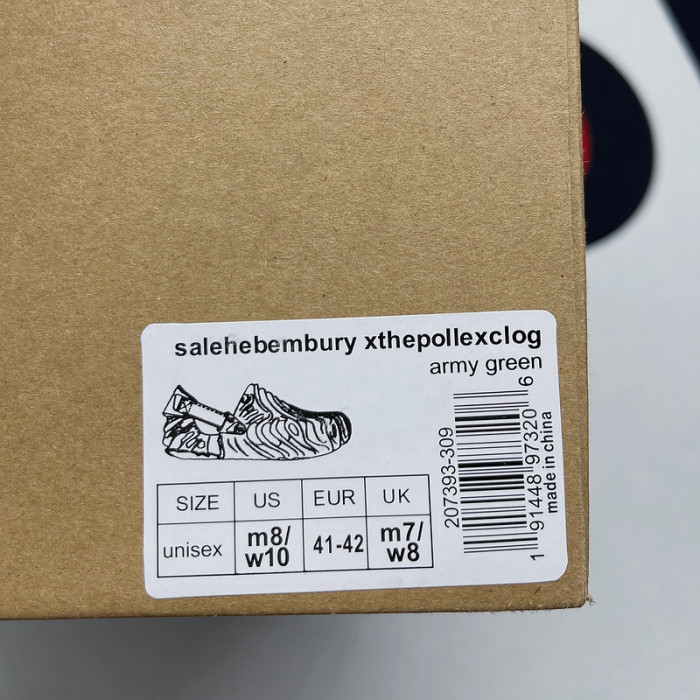 salehebembury xthepollexclog
army green
SIZE US EUR UK
unisex m8/w10 41-42 m7/w8
207393-309
1 91448 97320 6
made in china